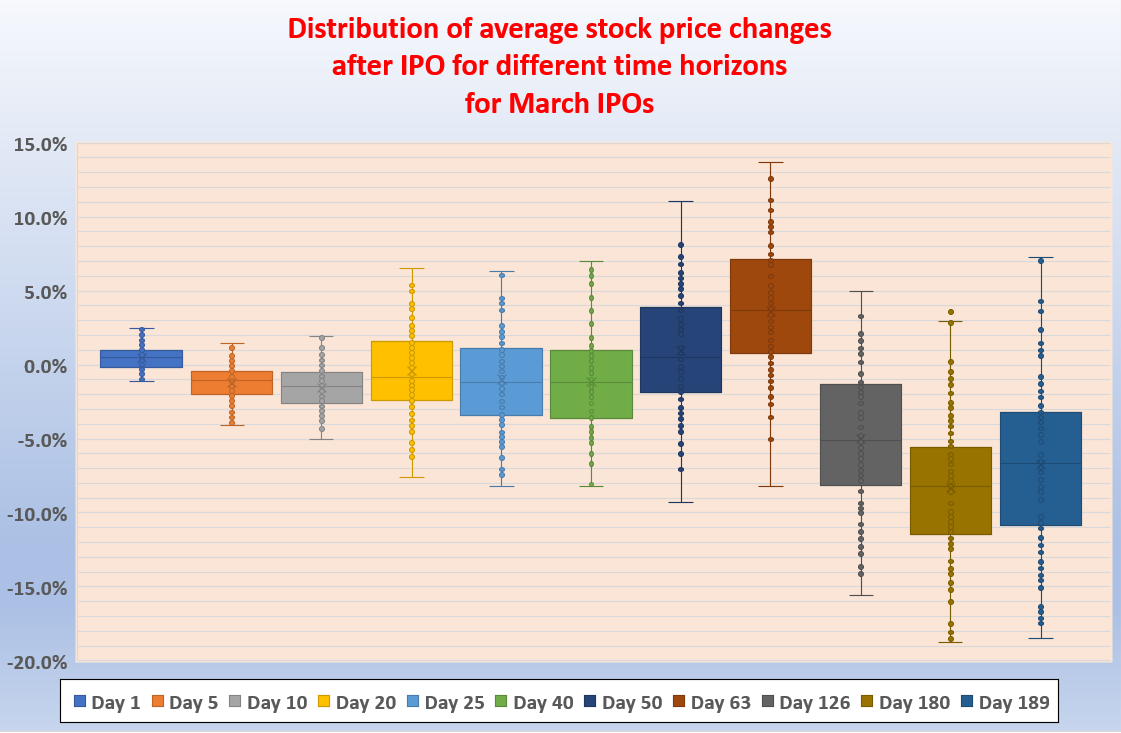 Distribution of average stock price changes
after IPO for different time horizons
for March IPOs
15.0%
10.0%
5.0%
0.0%
-5.0%
-10.0%
-15.0%
-20.0%
Day 1 Day 5 Day 10 Day 20 Day 25 Day 40 Day 50 Day 63 Day 126 Day 180 Day 189